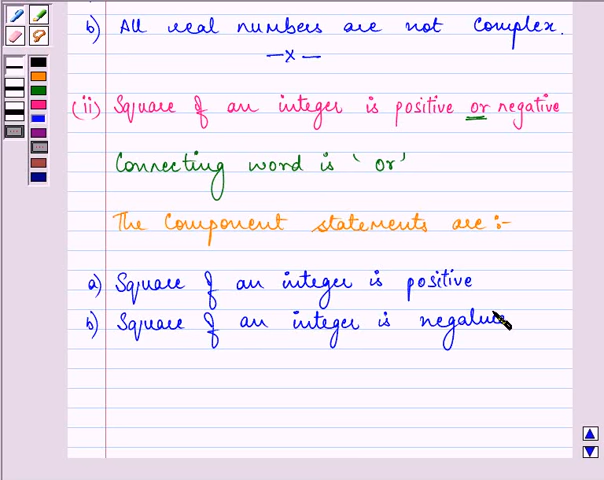 b) All real numbers are not complex.
—x—
(ii) Square of an integer is positive or negative
Connecting word is ' or'
The Component statements are :-
a) Square of an integer is positive
b) Square of an integer is negative